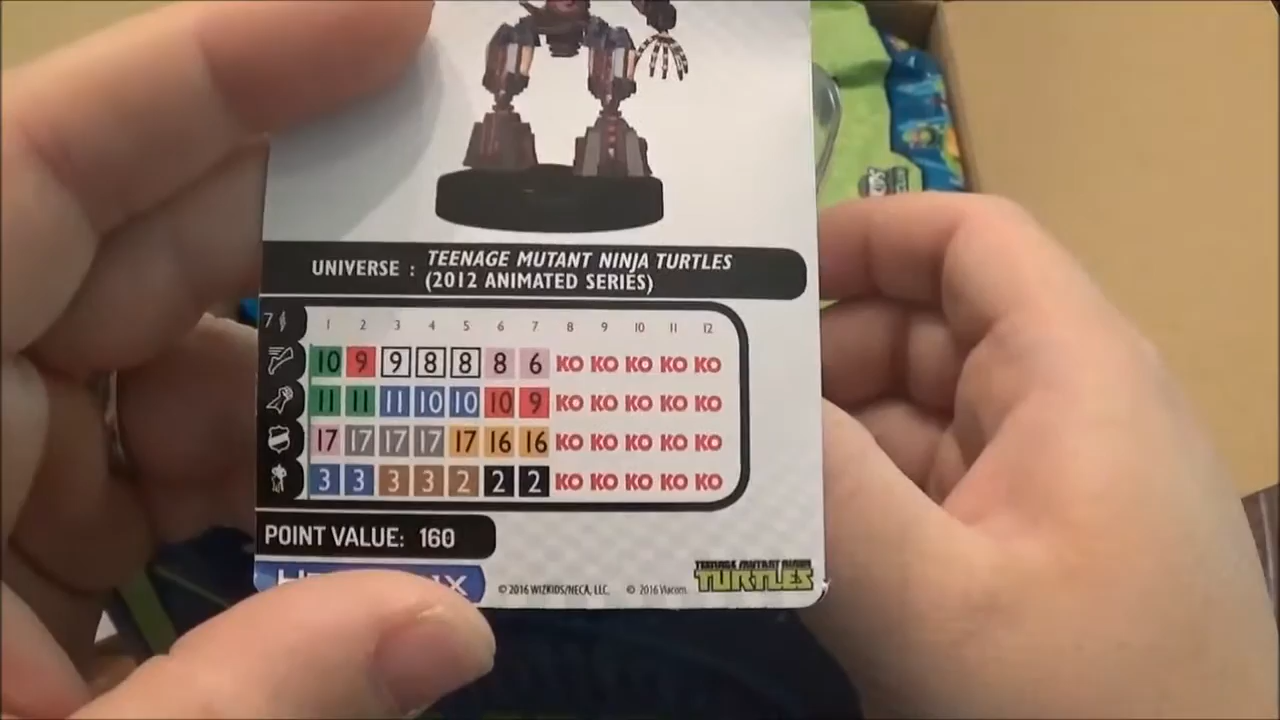 UNIVERSE : TEENAGE MUTANT NINJA TURTLES
(2012 ANIMATED SERIES)
7 1 2 3 4 5 6 7 8 9 10 11 12
10 9 9 8 8 8 6 KO KO KO KO KO
11 11 11 10 10 10 9 KO KO KO KO KO
17 17 17 17 17 16 16 KO KO KO KO KO
3 3 3 3 2 2 2 KO KO KO KO KO
POINT VALUE: 160
© 2016 WIZKIDS/NECA, LLC. © 2016 Viacom.
TEENAGE MUTANT NINJA
TURTLES